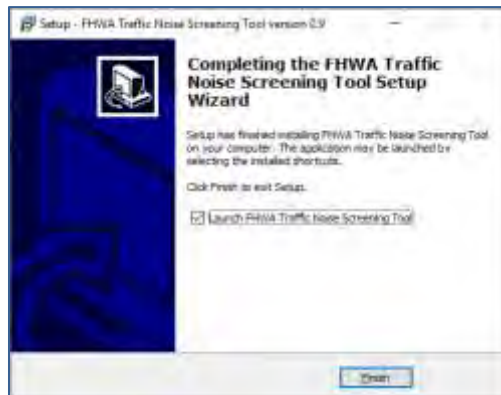 Setup - FHWA Traffic Noise Screening Tool version 0.9
Completing the FHWA Traffic
Noise Screening Tool Setup
Wizard
Setup has finished installing FHWA Traffic Noise Screening Tool
on your computer. The application may be launched by
selecting the installed shortcuts.
Click Finish to exit Setup.
Launch FHWA Traffic Noise Screening Tool
Finish